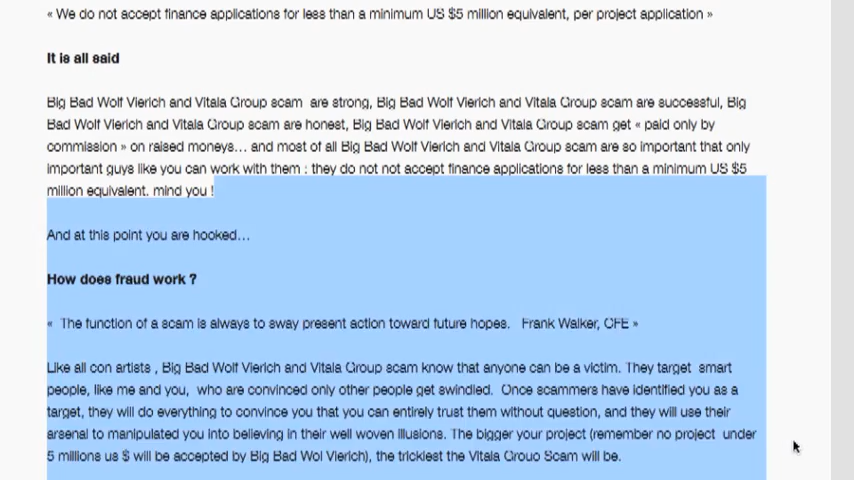 « We do not accept finance applications for less than a minimum US $5 million equivalent, per project application »
It is all said
Big Bad Wolf Vierich and Vitala Group scam are strong, Big Bad Wolf Vierich and Vitala Group scam are successful, Big
Bad Wolf Vierich and Vitala Group scam are honest, Big Bad Wolf Vierich and Vitala Group scam get « paid only by
commission » on raised moneys... and most of all Big Bad Wolf Vierich and Vitala Group scam are so important that only
important guys like you can work with them : they do not not accept finance applications for less than a minimum US $5
million equivalent. mind you !
And at this point you are hooked...
How does fraud work ?
« The function of a scam is always to sway present action toward future hopes. Frank Walker, CFE »
Like all con artists , Big Bad Wolf Vierich and Vitala Group scam know that anyone can be a victim. They target smart
people, like me and you, who are convinced only other people get swindled. Once scammers have identified you as a
target, they will do everything to convince you that you can entirely trust them without question, and they will use their
arsenal to manipulated you into believing in their well woven illusions. The bigger your project (remember no project under
5 millions us $ will be accepted by Big Bad Wol Vierich), the trickiest the Vitala Group Scam will be.